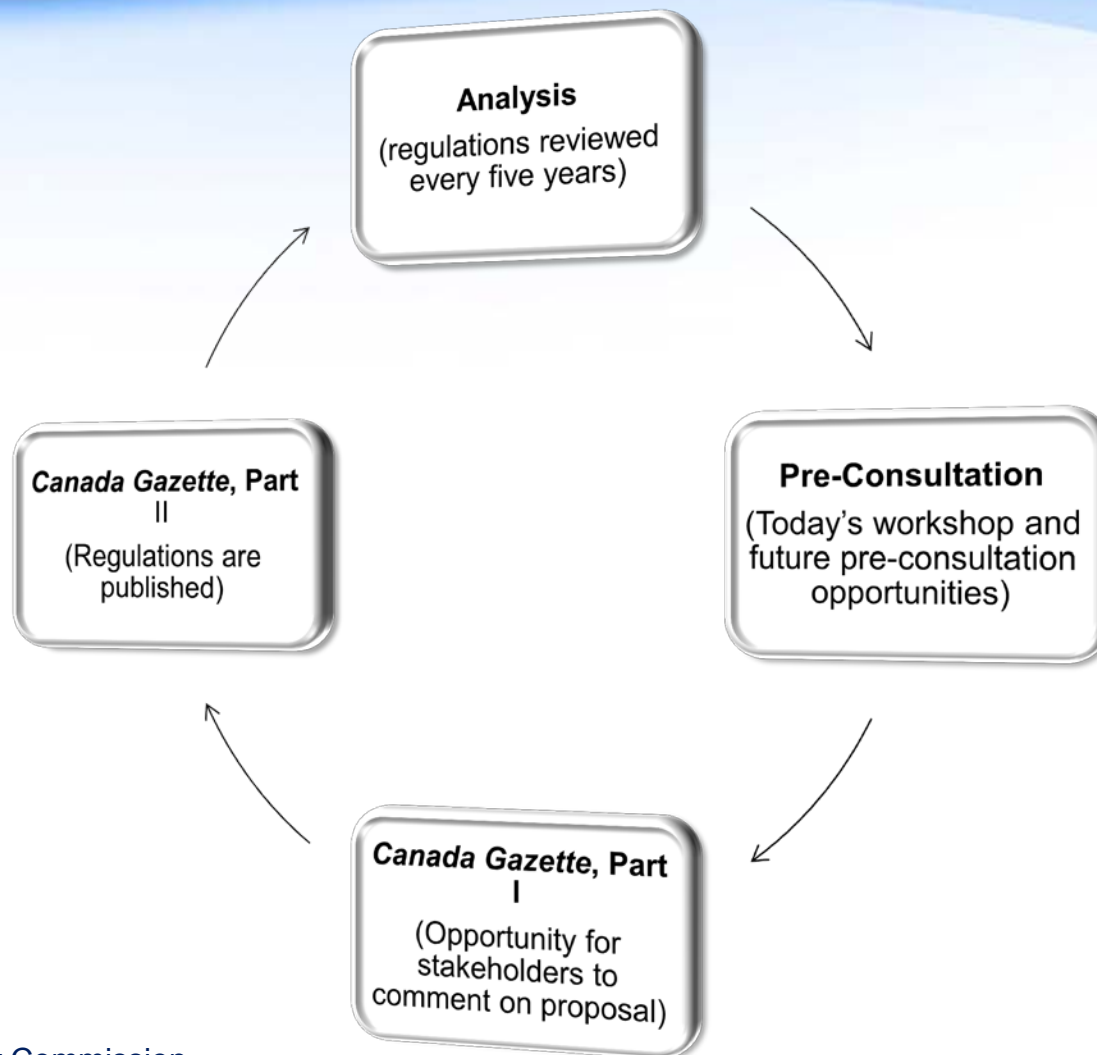 Analysis
(regulations reviewed
every five years)
Pre-Consultation
(Today's workshop and
future pre-consultation
opportunities)
Canada Gazette, Part
I
(Opportunity for
stakeholders to
comment on proposal)
Canada Gazette, Part
II
(Regulations are
published)
Commission